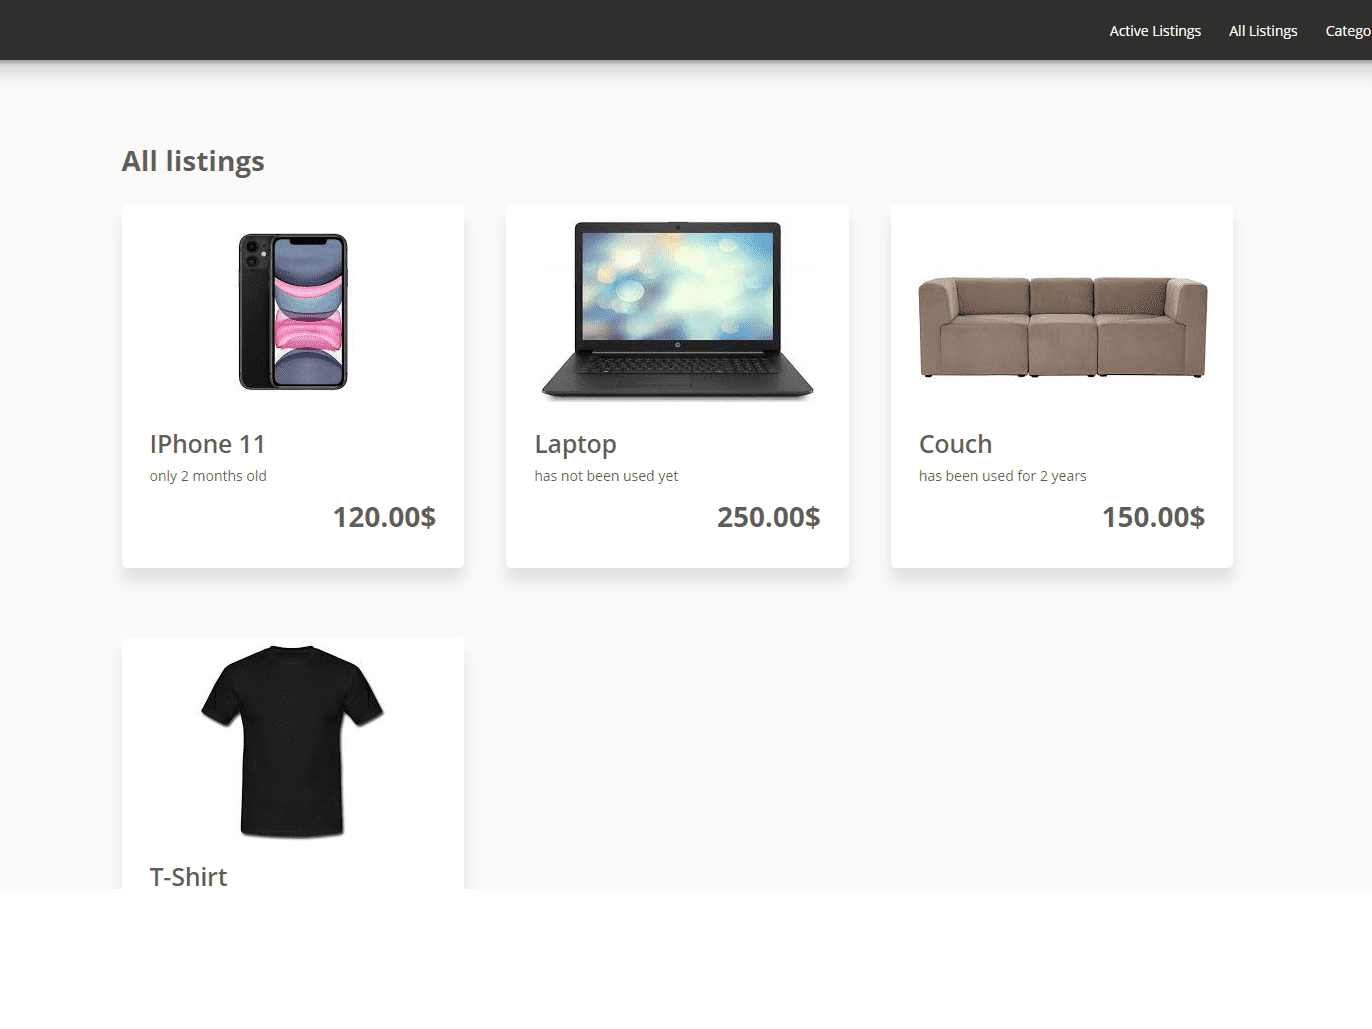 Active Listings All Listings Catego
All listings
IPhone 11
only 2 months old
120.00$
Laptop
has not been used yet
250.00$
Couch
has been used for 2 years
150.00$
T-Shirt